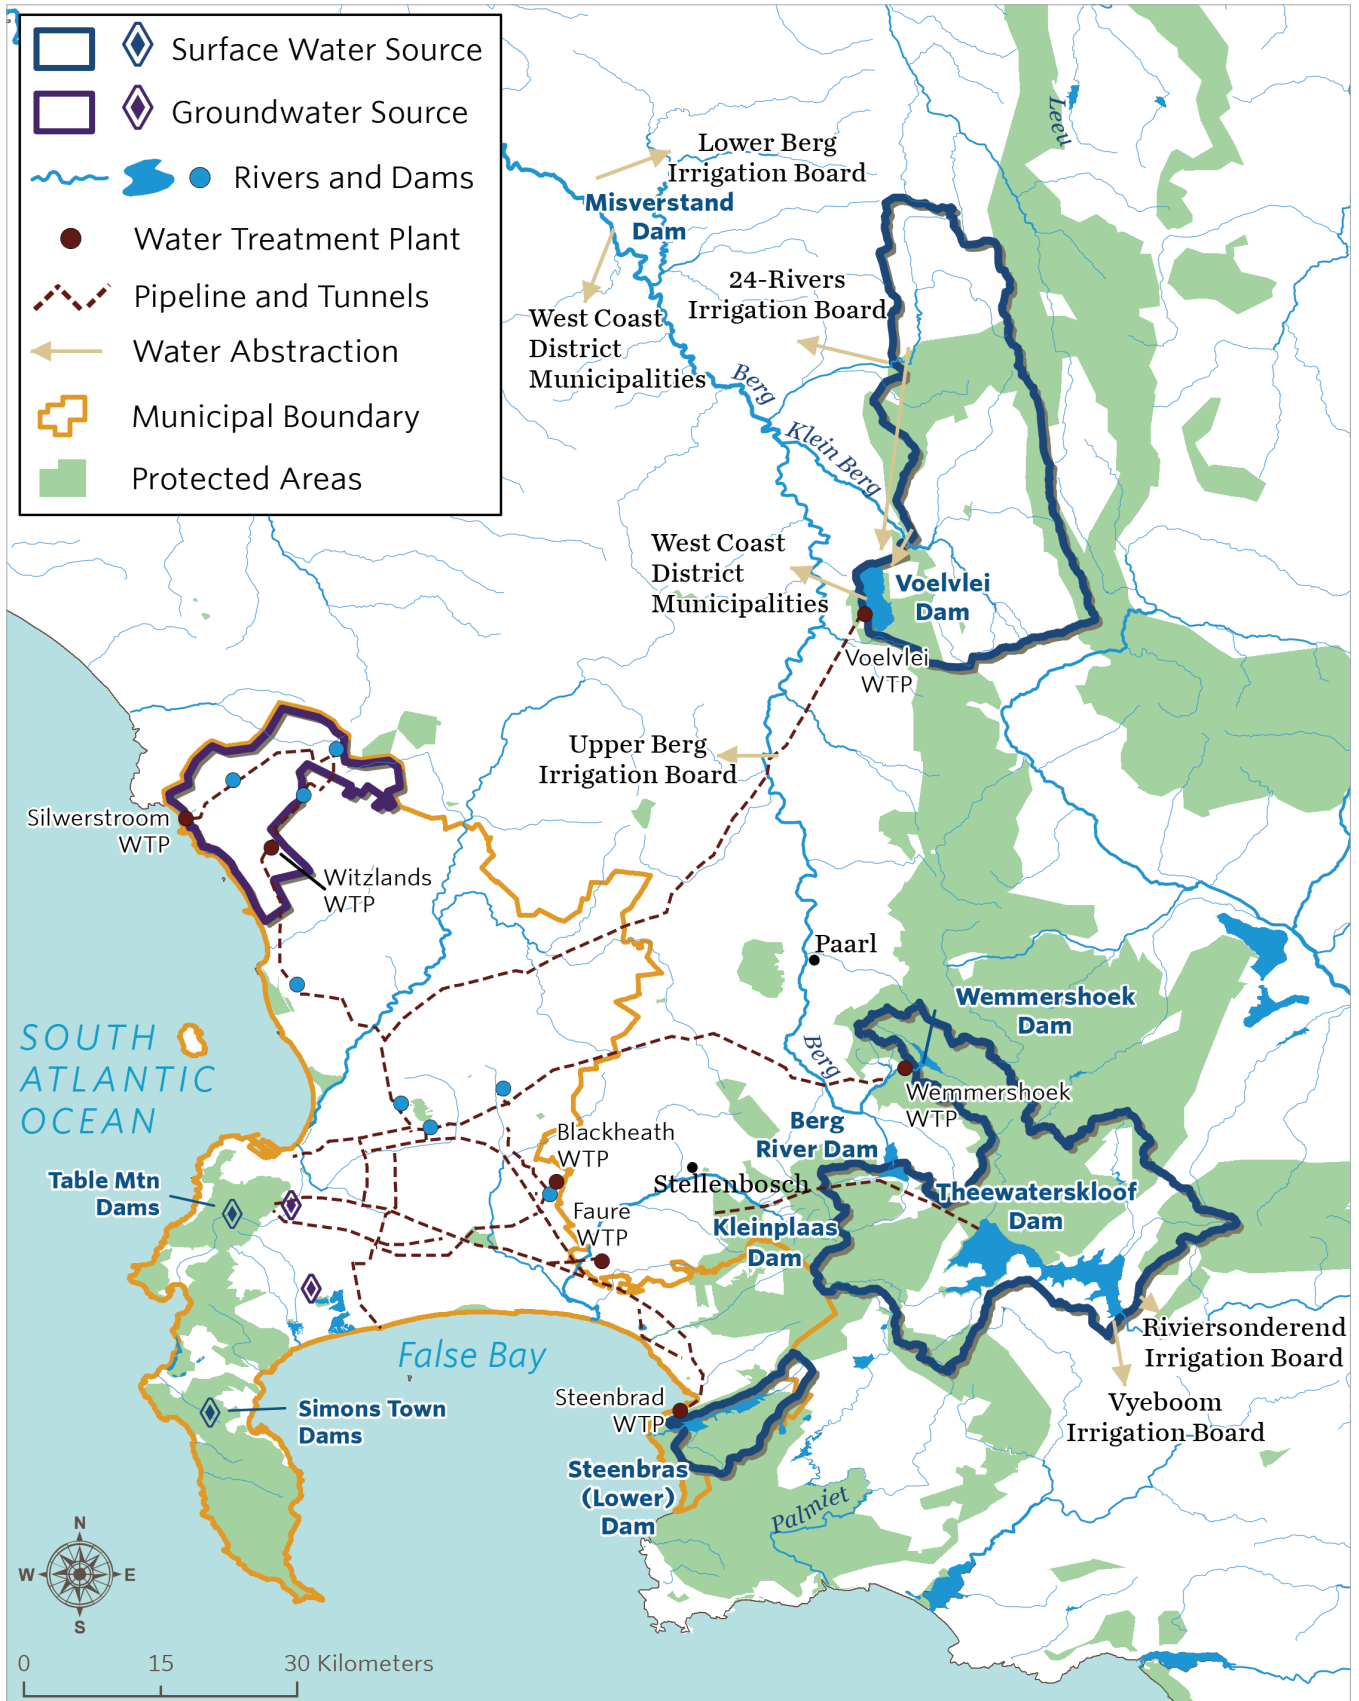 Surface Water Source
Groundwater Source
Rivers and Dams
Water Treatment Plant
Pipeline and Tunnels
Water Abstraction
Municipal Boundary
Protected Areas
Leeu
Lower Berg
Irrigation Board
Misverstand
Dam
24-Rivers
Irrigation Board
West Coast
District
Municipalities
Berg
Klein Berg
West Coast
District
Municipalities
Voelvlei
Dam
Voelvlei
WTP
Upper Berg
Irrigation Board
Silwerstroom
WTP
Witzlands
WTP
Paarl
Wemmershoek
Dam
SOUTH
ATLANTIC
OCEAN
Berg
Wemmershoek
WTP
Berg
River Dam
Blackheath
WTP
Stellenbosch
Table Mtn
Dams
Theewaterskloof
Dam
Faure
WTP
Kleinplaas
Dam
Riviersonderend
Irrigation Board
False Bay
Vyeboom
Irrigation Board
Steenbrad
WTP
Simons Town
Dams
Steenbras
(Lower)
Dam
Palmiet
N
W E
S
0 15 30 Kilometers